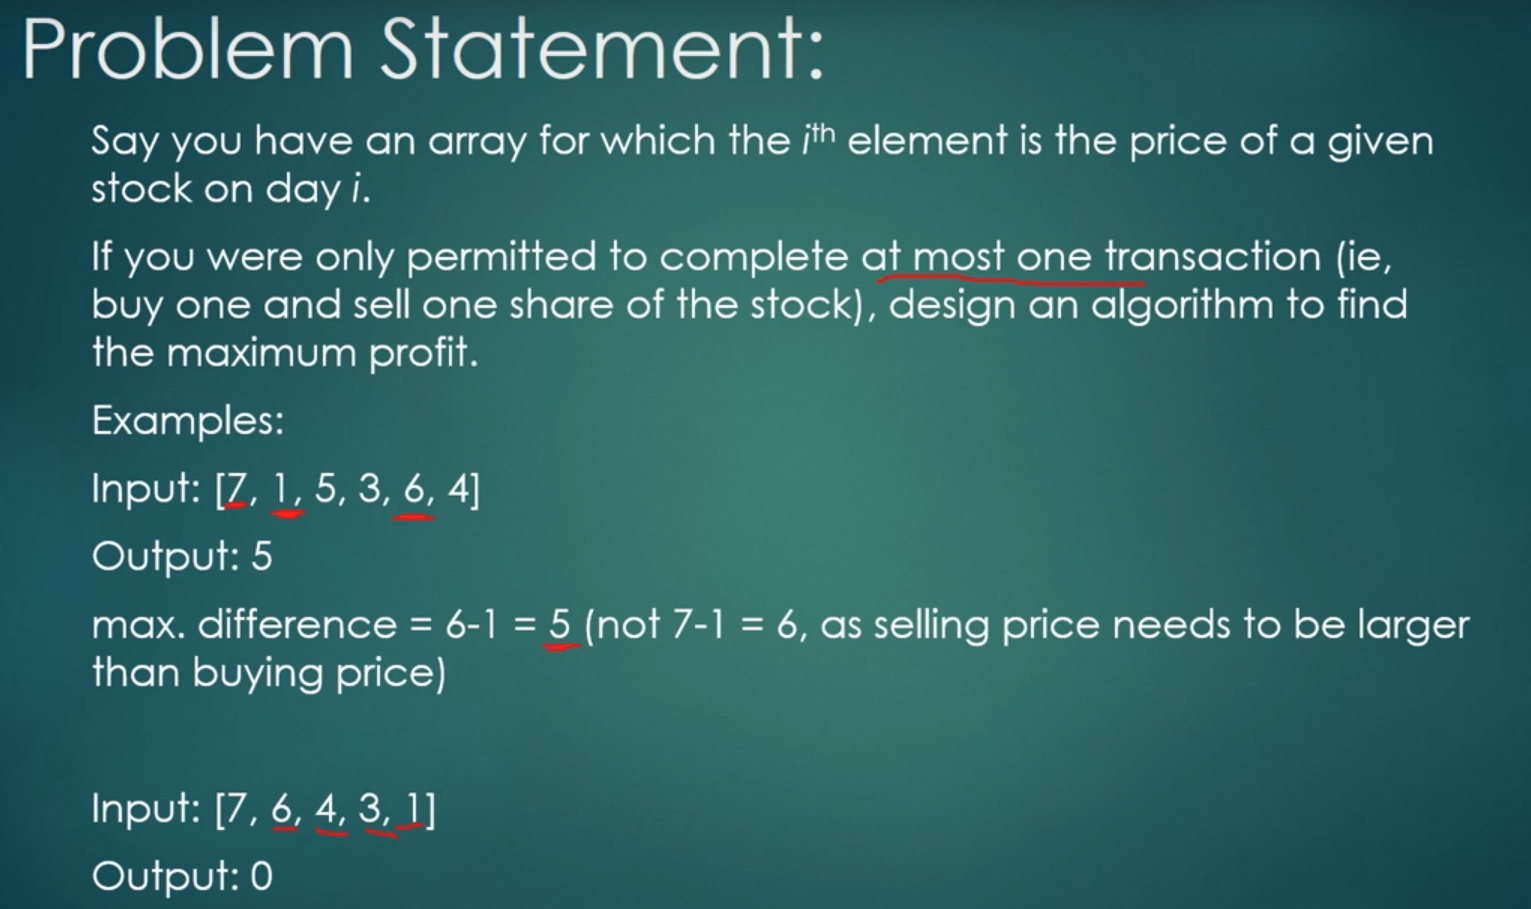 Problem Statement:
Say you have an array for which the ith element is the price of a given
stock on day i.
If you were only permitted to complete at most one transaction (ie,
buy one and sell one share of the stock), design an algorithm to find
the maximum profit.
Examples:
Input: [7, 1, 5, 3, 6, 4]
Output: 5
max. difference = 6-1 = 5 (not 7-1 = 6, as selling price needs to be larger
than buying price)
Input: [7, 6, 4, 3, 1]
Output: 0